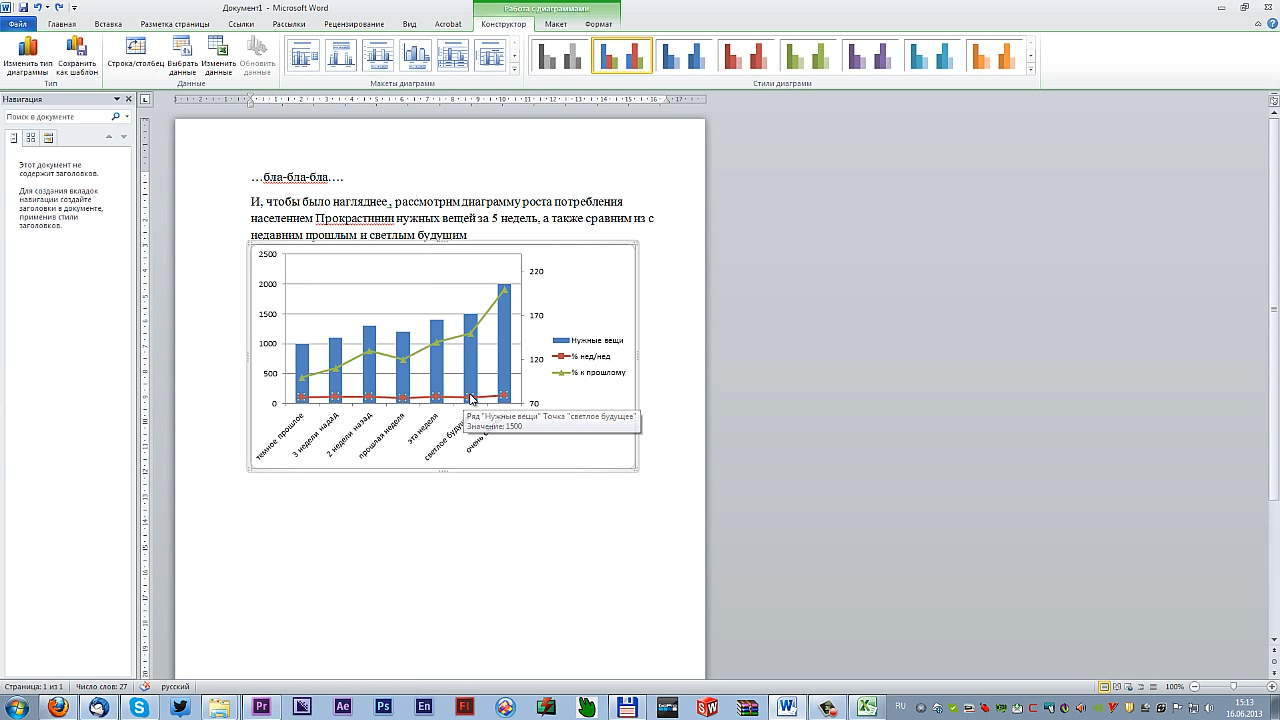 Документ1 - Microsoft Word
Работа с диаграммами
Файл
Главная
Вставка
Разметка страницы
Ссылки
Рассылки
Рецензирование
Вид
Acrobat
Конструктор
Макет
Формат
Изменить тип диаграммы
Сохранить как шаблон
Строка/столбец
Выбрать данные
Изменить данные
Обновить данные
Тип
Данные
Макеты диаграмм
Стили диаграмм
Навигация
Поиск в документе
Этот документ не
содержит заголовков.
Для создания вкладок
навигации создайте
заголовки в документе,
применив стили
заголовков.
…бла-бла-бла….
И, чтобы было нагляднее, рассмотрим диаграмму роста потребления
населением Прокрастинии нужных вещей за 5 недель, а также сравним из с
недавним прошлым и светлым будущим
2500
2000
1500
1000
500
0
220
170
120
70
Нужные вещи
% нед/нед
% к прошлому
темное прошлое
3 недели назад
2 недели назад
прошлая неделя
эта неделя
Ряд "Нужные вещи" Точка "светлое будущее"
Значение: 1500
Страница: 1 из 1
Число слов: 27
русский
100%
Pr
Ae
Ps
En
Fl
RU
15:13
16.06.2013